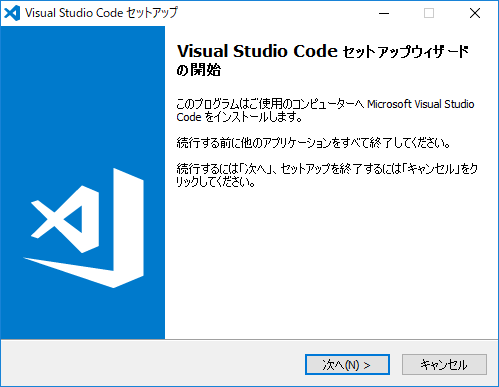 Visual Studio Code セットアップ
Visual Studio Code セットアップウィザード
の開始
このプログラムはご使用のコンピューターへ Microsoft Visual Studio
Code をインストールします。
続行する前に他のアプリケーションをすべて終了してください。
続行するには「次へ」、セットアップを終了するには「キャンセル」をク
リックしてください。
次へ(N) >
キャンセル